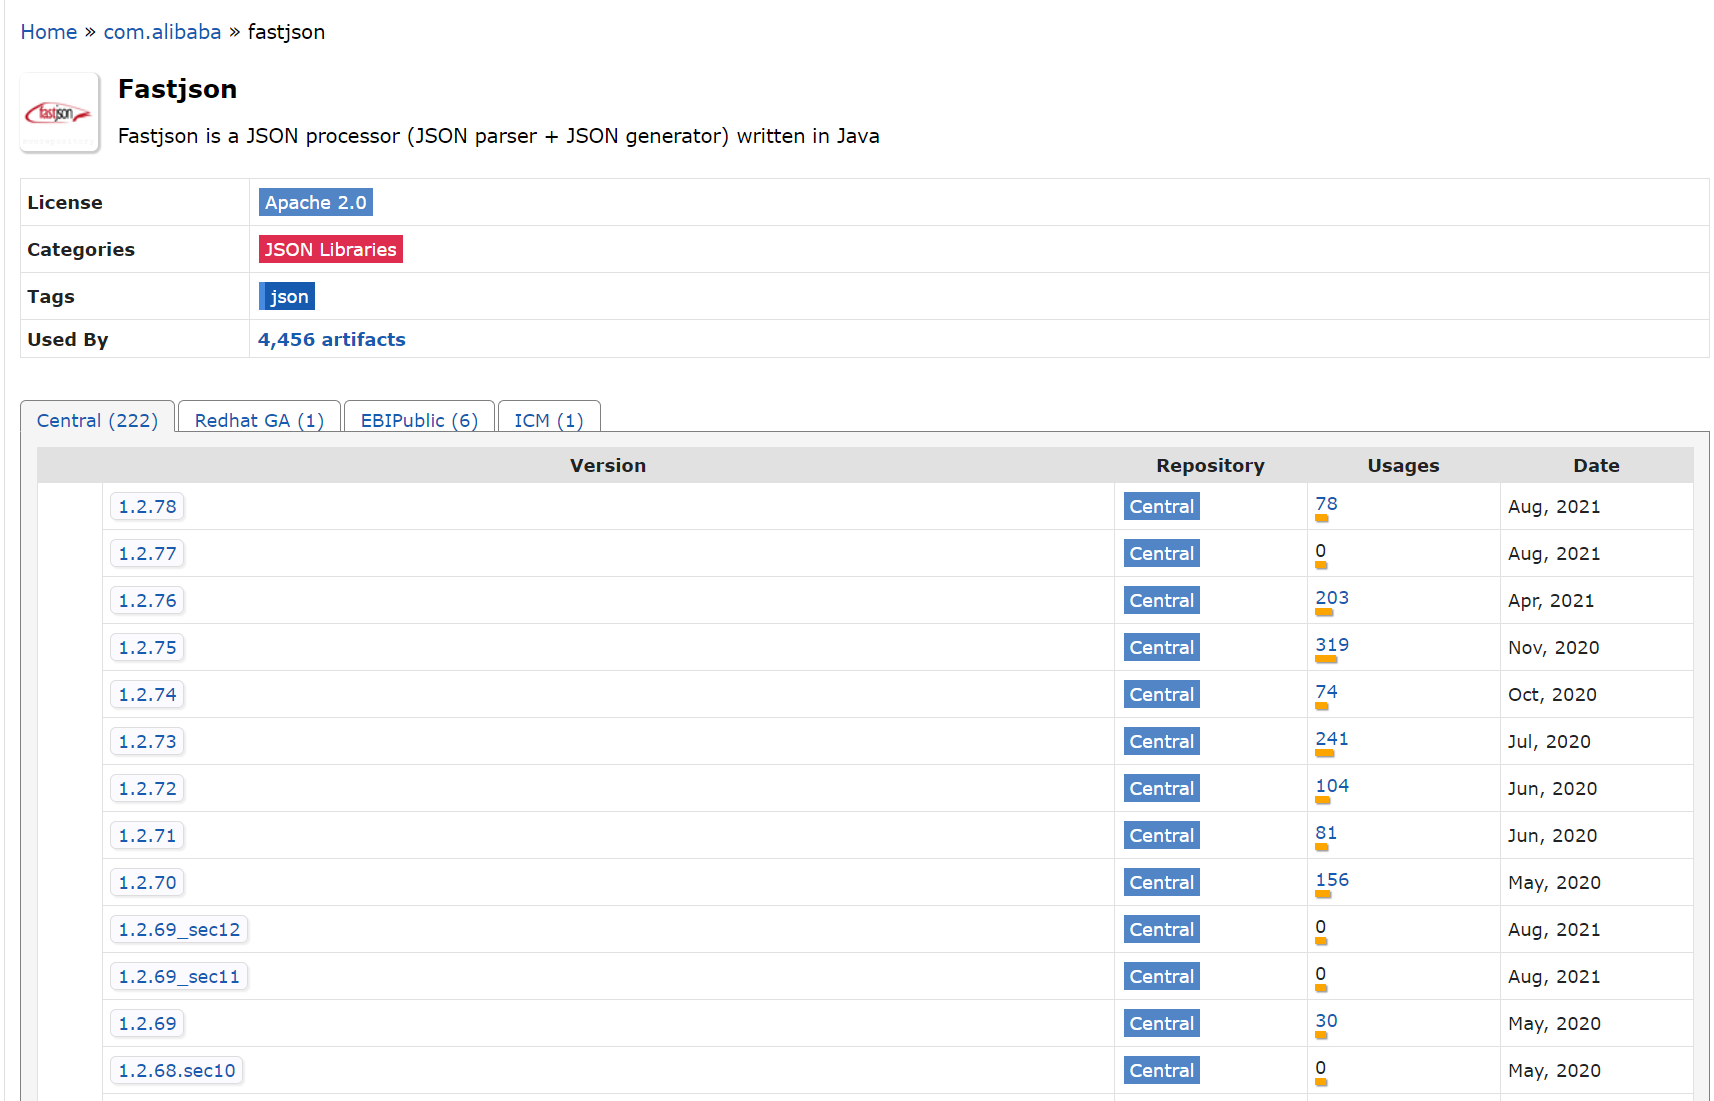 Home » com.alibaba » fastjson
fastjson
Fastjson
Fastjson is a JSON processor (JSON parser + JSON generator) written in Java
License Apache 2.0
Categories JSON Libraries
Tags json
Used By 4,456 artifacts
Central (222) Redhat GA (1) EBIPublic (6) ICM (1)
Version Repository Usages Date
1.2.78 Central 78 Aug, 2021
1.2.77 Central 0 Aug, 2021
1.2.76 Central 203 Apr, 2021
1.2.75 Central 319 Nov, 2020
1.2.74 Central 74 Oct, 2020
1.2.73 Central 241 Jul, 2020
1.2.72 Central 104 Jun, 2020
1.2.71 Central 81 Jun, 2020
1.2.70 Central 156 May, 2020
1.2.69_sec12 Central 0 Aug, 2021
1.2.69_sec11 Central 0 Aug, 2021
1.2.69 Central 30 May, 2020
1.2.68.sec10 Central 0 May, 2020